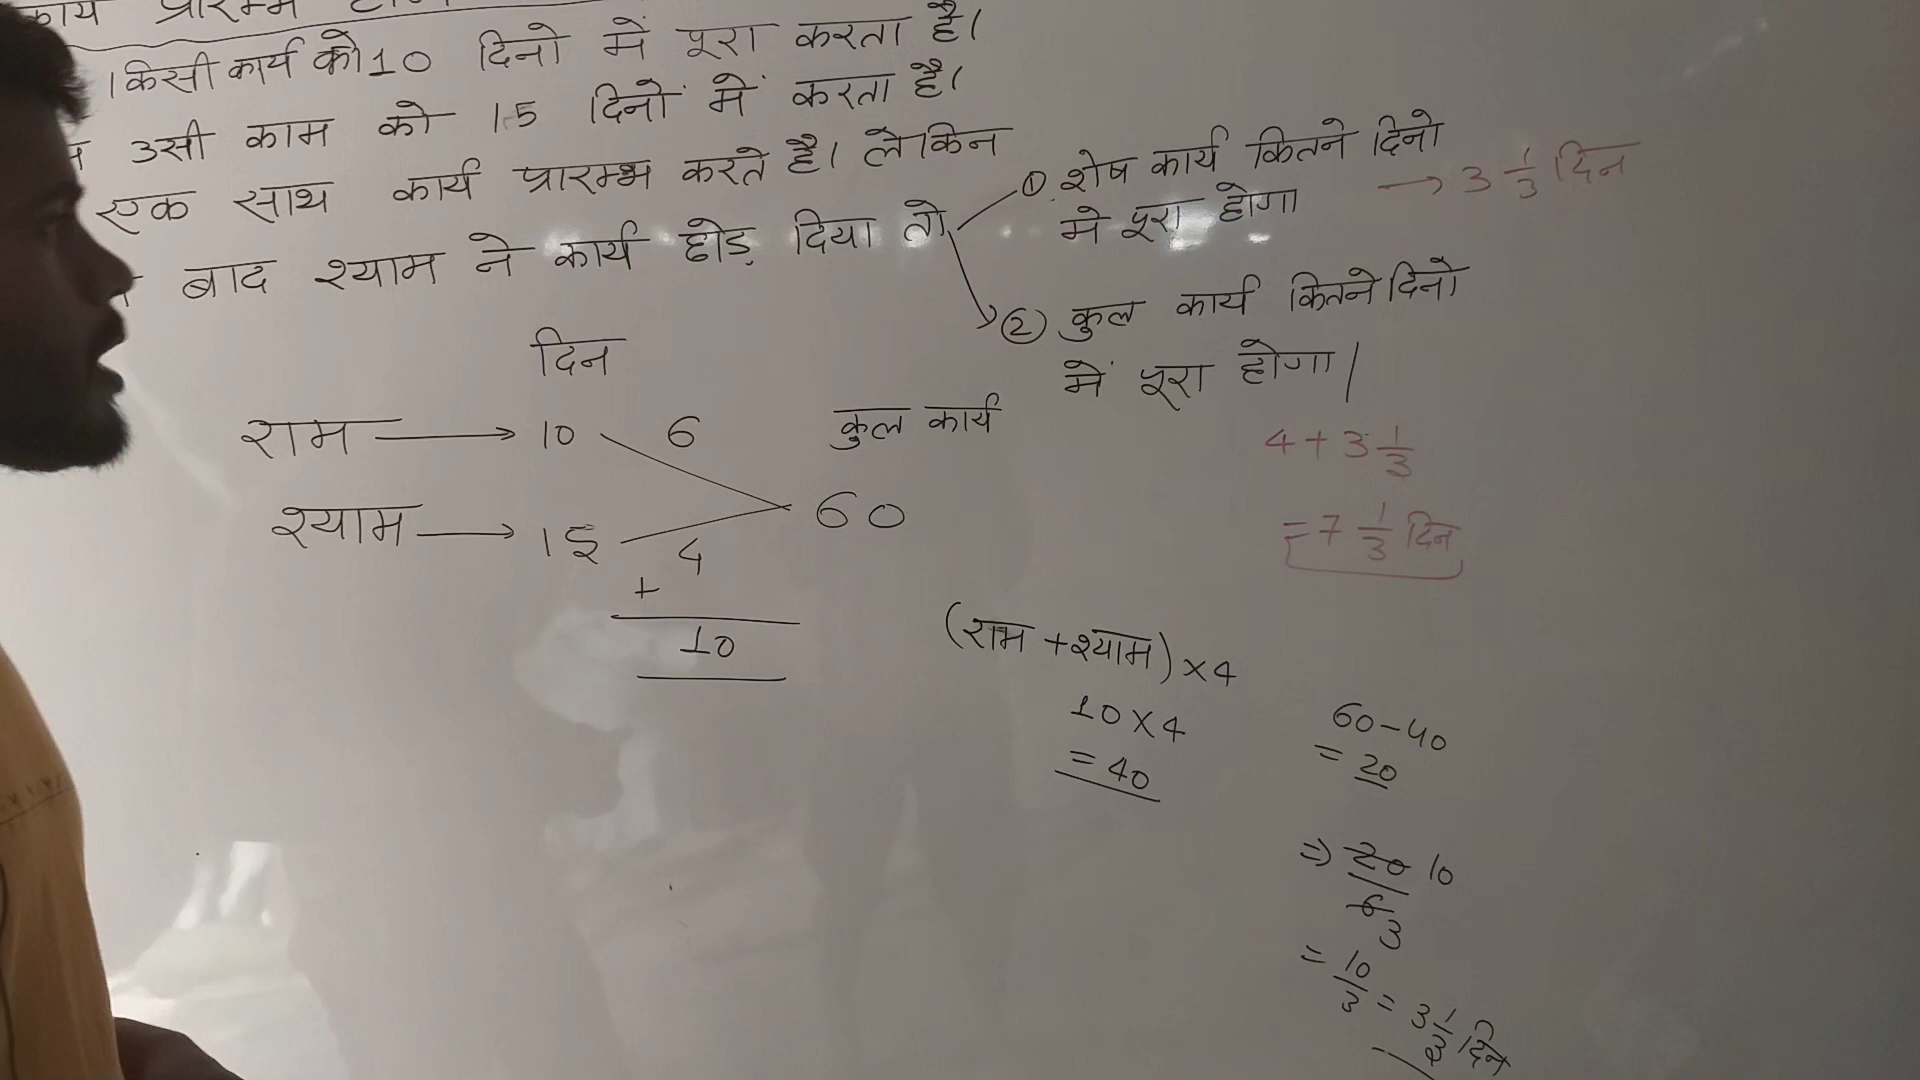 कार्य प्रारम्भ
किसी कार्य को 10 दिनो में पूरा करता है।
उसी काम को 15 दिनों में करता है।
एक साथ कार्य प्रारम्भ करते है। लेकिन
बाद श्याम ने कार्य छोड़ दिया तो
① शेष कार्य कितने दिनो
मे पूरा होगा → 3 1/3 दिन
② कुल कार्य कितने दिनो
में पूरा होगा।
दिन
राम → 10 6 कुल कार्य
60
श्याम → 15 4
+
10
4 + 3 1/3
= 7 1/3 दिन
(राम + श्याम) × 4
10 × 4
= 40
60 - 40
= 20
⇒ 20/6 10
3
= 10/3 = 3 1/3 दिन